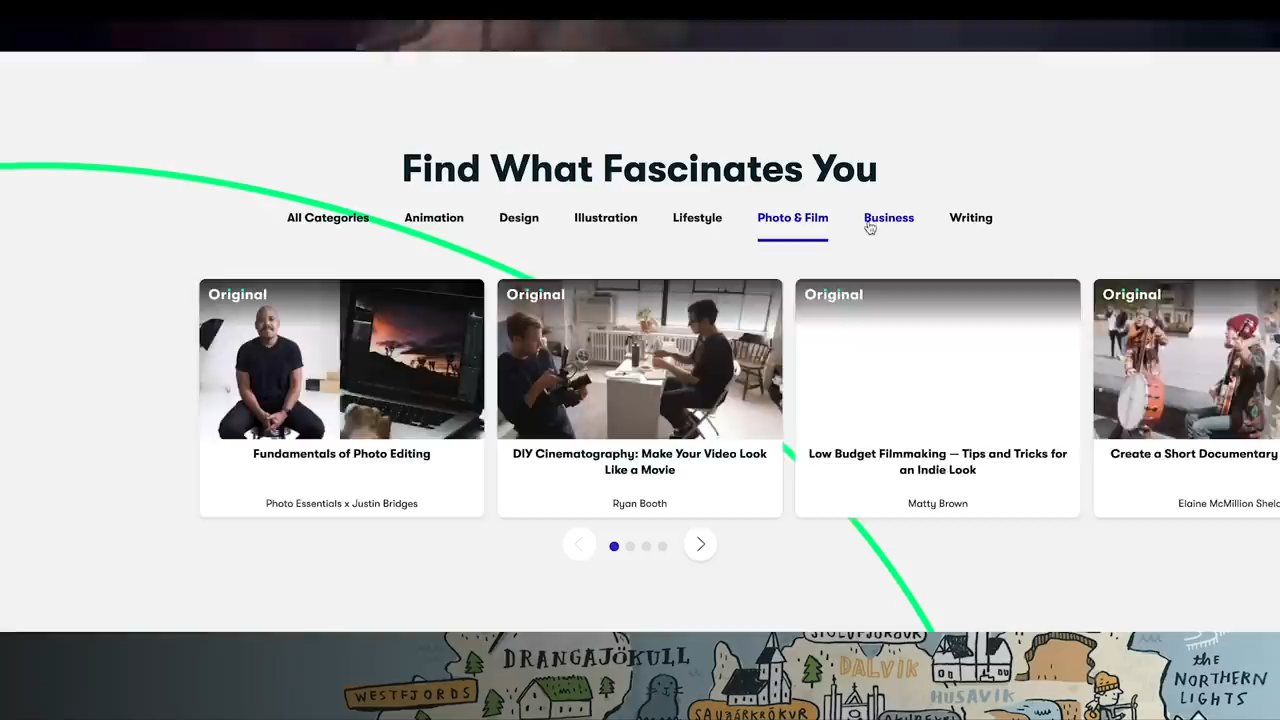 Find What Fascinates You
All Categories Animation Design Illustration Lifestyle Photo & Film Business Writing
Original Original Original Original
Fundamentals of Photo Editing
Photo Essentials x Justin Bridges
DIY Cinematography: Make Your Video Look
Like a Movie
Ryan Booth
Low Budget Filmmaking — Tips and Tricks for
an Indie Look
Matty Brown
Create a Short Documentary
Elaine McMillion
DRANGAJÖKULL
DALVIK
the
NORTHERN
LIGHTS
WESTFJORDS
HUSAVIK